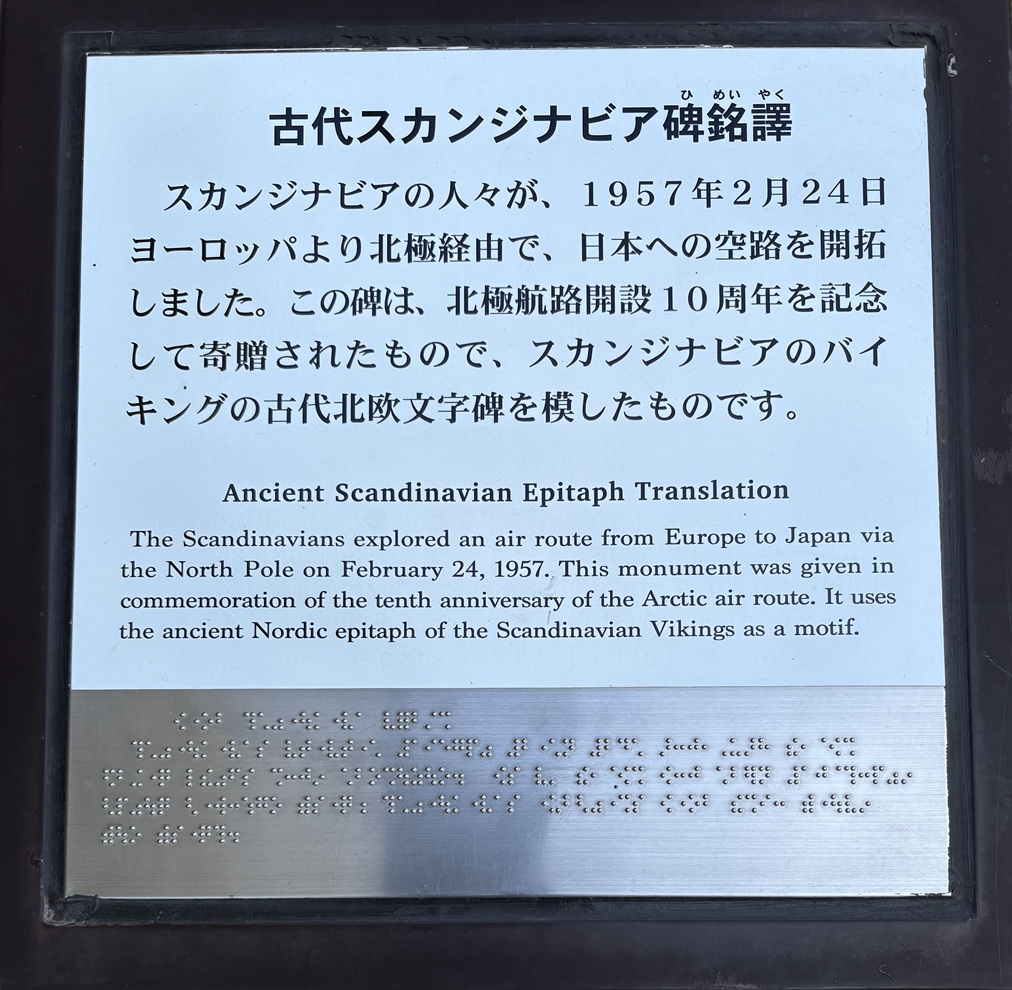 ひ めい やく
古代スカンジナビア碑銘譯
スカンジナビアの人々が、１９５７年２月２４日
ヨーロッパより北極経由で、日本への空路を開拓
しました。この碑は、北極航路開設１０周年を記念
して寄贈されたもので、スカンジナビアのバイ
キングの古代北欧文字碑を模したものです。
Ancient Scandinavian Epitaph Translation
The Scandinavians explored an air route from Europe to Japan via
the North Pole on February 24, 1957. This monument was given in
commemoration of the tenth anniversary of the Arctic air route. It uses
the ancient Nordic epitaph of the Scandinavian Vikings as a motif.